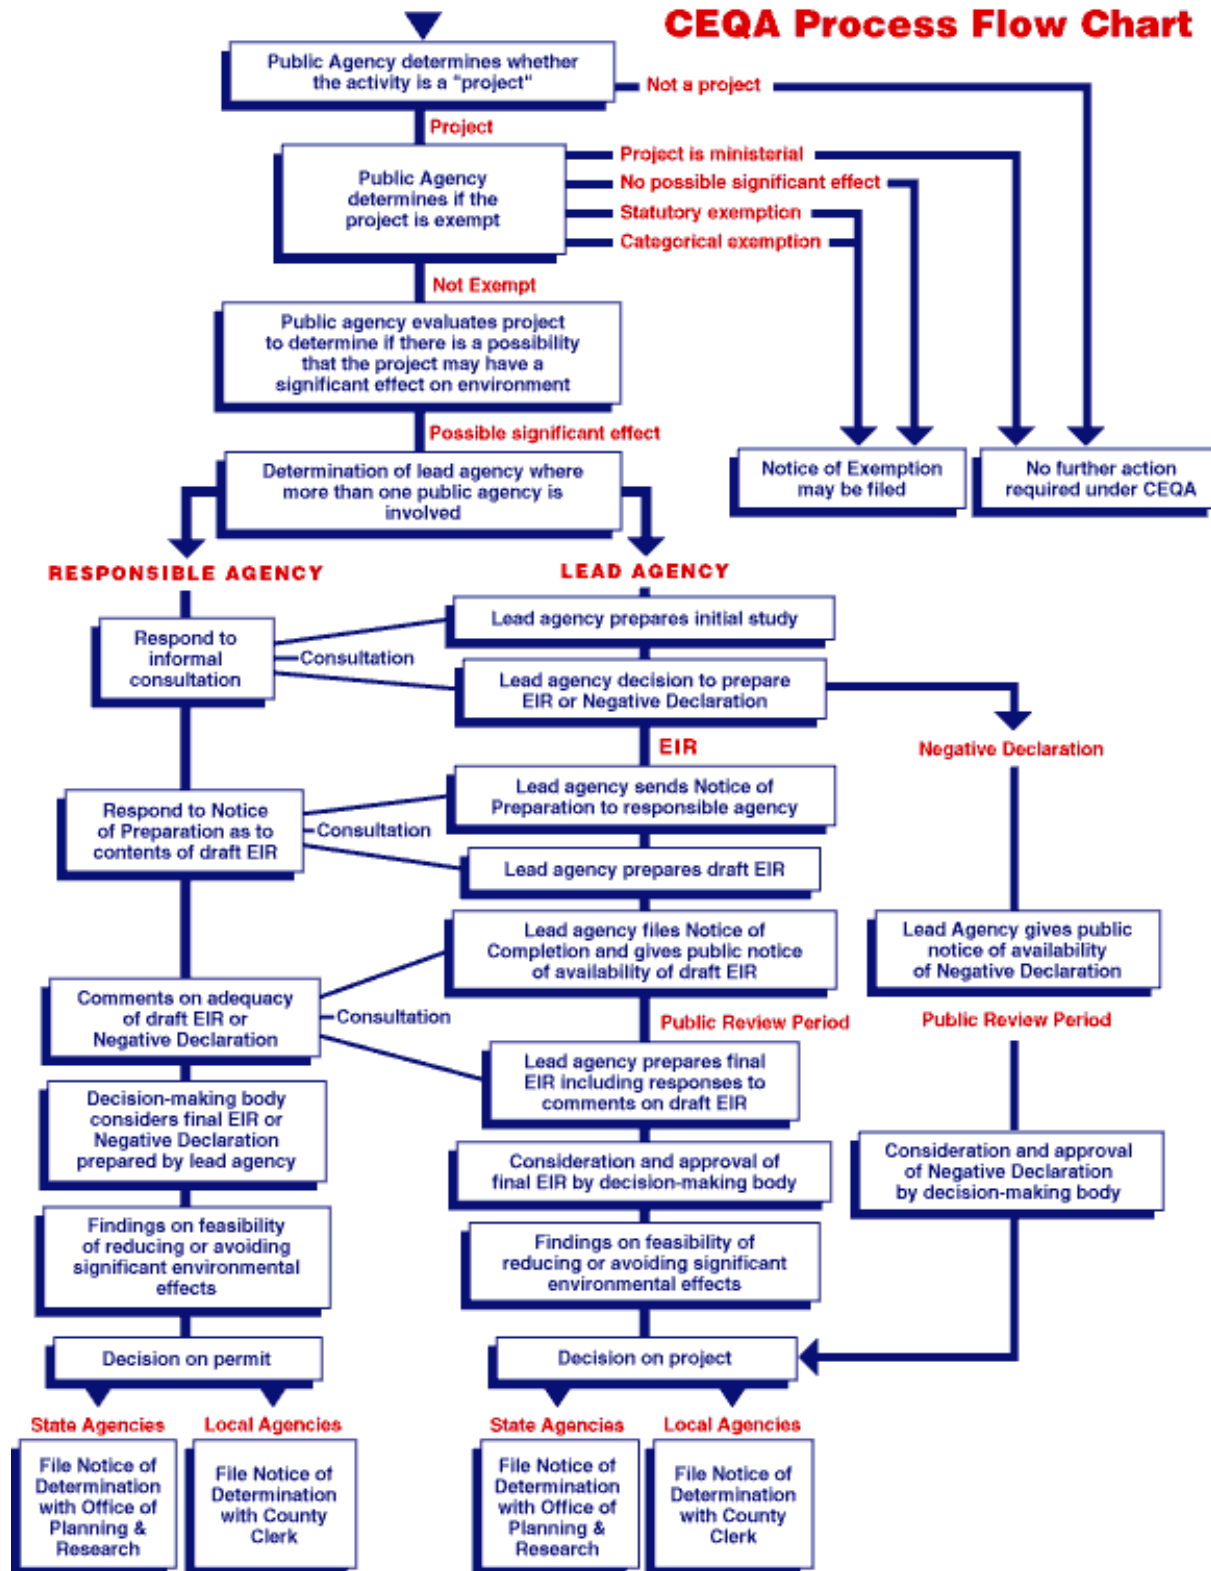 CEQA Process Flow Chart
Public Agency determines whether
the activity is a "project"
Not a project
Project
Public Agency
determines if the
project is exempt
Project is ministerial
No possible significant effect
Statutory exemption
Categorical exemption
Not Exempt
Public agency evaluates project
to determine if there is a possibility
that the project may have a
significant effect on environment
Possible significant effect
Notice of Exemption
may be filed
No further action
required under CEQA
Determination of lead agency where
more than one public agency is
involved
RESPONSIBLE AGENCY
LEAD AGENCY
Respond to
informal
consultation
Consultation
Lead agency prepares initial study
Lead agency decision to prepare
EIR or Negative Declaration
EIR
Negative Declaration
Respond to Notice
of Preparation as to
contents of draft EIR
Consultation
Lead agency sends Notice of
Preparation to responsible agency
Lead agency prepares draft EIR
Lead agency files Notice of
Completion and gives public notice
of availability of draft EIR
Lead Agency gives public
notice of availability
of Negative Declaration
Comments on adequacy
of draft EIR or
Negative Declaration
Consultation
Public Review Period
Public Review Period
Lead agency prepares final
EIR including responses to
comments on draft EIR
Decision-making body
considers final EIR or
Negative Declaration
prepared by lead agency
Consideration and approval of
final EIR by decision-making body
Consideration and approval
of Negative Declaration
by decision-making body
Findings on feasibility
of reducing or avoiding
significant environmental
effects
Findings on feasibility of
reducing or avoiding significant
environmental effects
Decision on permit
Decision on project
State Agencies
Local Agencies
State Agencies
Local Agencies
File Notice of
Determination
with Office of
Planning &
Research
File Notice of
Determination
with County
Clerk
File Notice of
Determination
with Office of
Planning &
Research
File Notice of
Determination
with County
Clerk